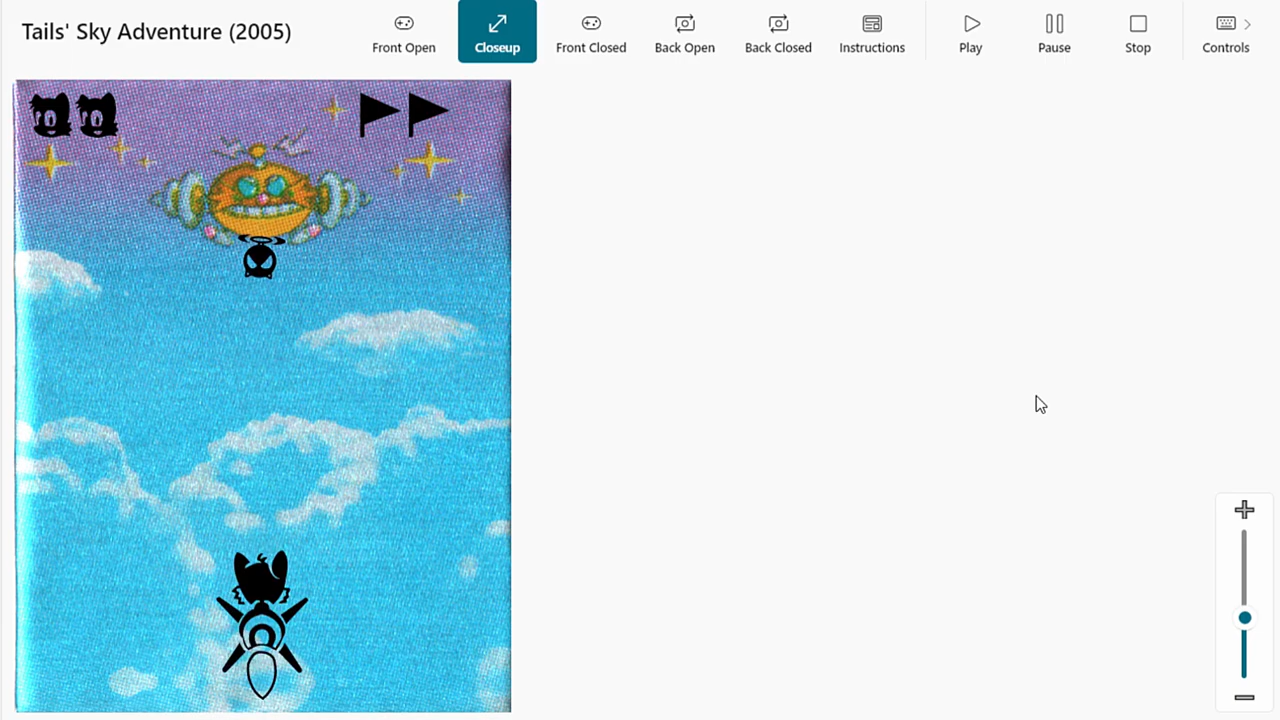 Tails' Sky Adventure (2005)
Front Open
Closeup
Front Closed
Back Open
Back Closed
Instructions
Play
Pause
Stop
Controls